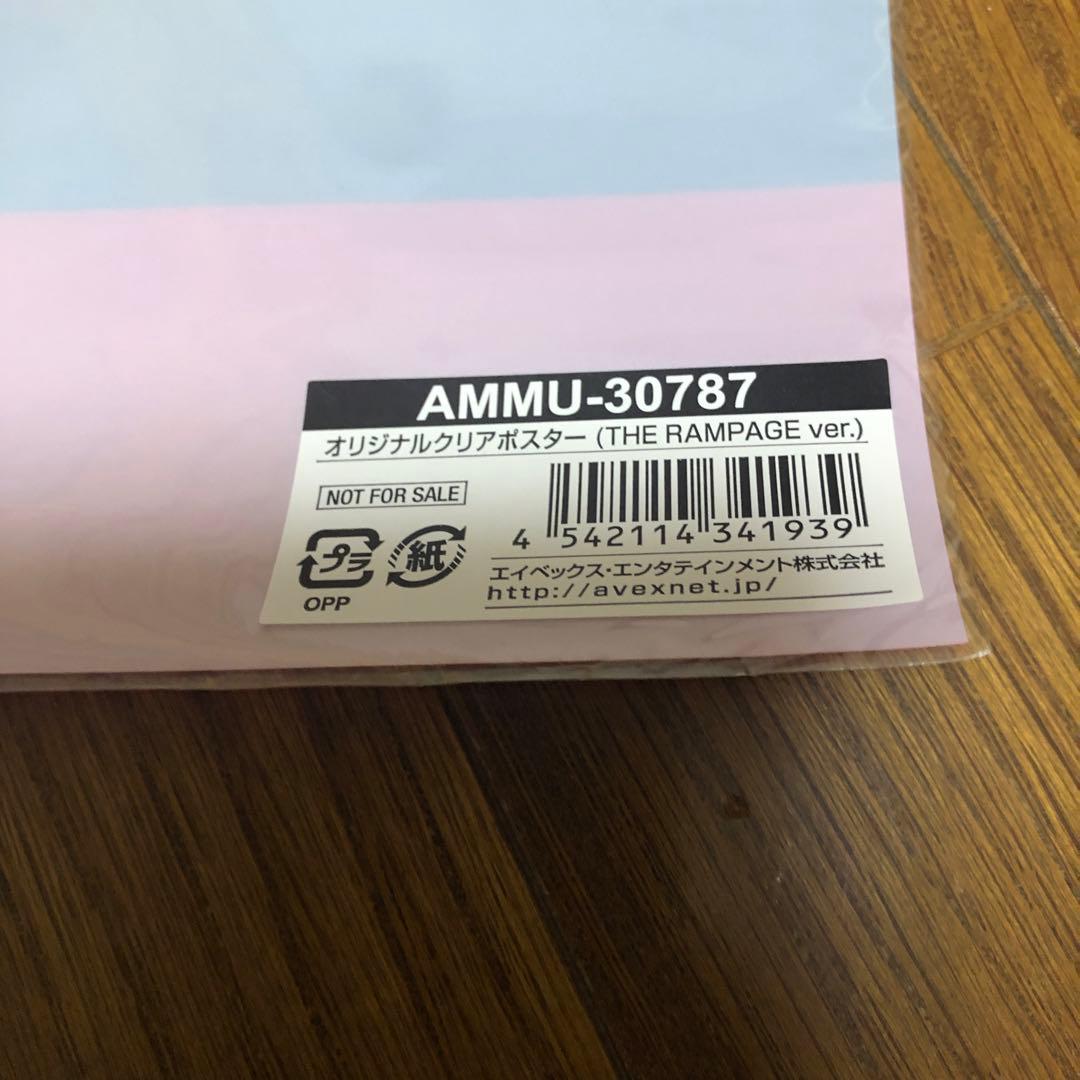 AMMU-30787
オリジナルクリアポスター (THE RAMPAGE ver.)
NOT FOR SALE
プラ
紙
OPP
4 542114 341939
エイベックス・エンタテインメント株式会社
http://avexnet.jp/